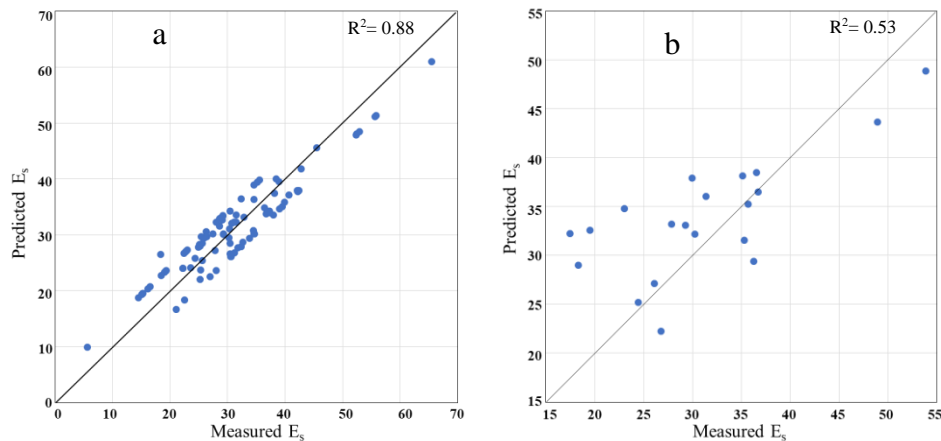 70
60
50
40
30
20
10
0
0 10 20 30 40 50 60 70
Predicted Es
Measured Es
a
R2= 0.88
55
50
45
40
35
30
25
20
15
15 20 25 30 35 40 45 50 55
Predicted Es
Measured Es
b
R2= 0.53